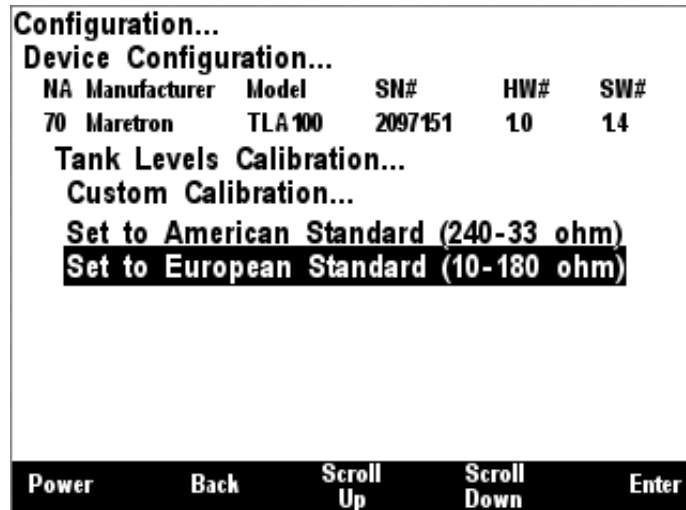 Configuration...
Device Configuration...
NA Manufacturer Model SN# HW# SW#
70 Maretron TLA100 2097151 1.0 1.4
Tank Levels Calibration...
Custom Calibration...
Set to American Standard (240-33 ohm)
Set to European Standard (10-180 ohm)
Power Back Scroll Up Scroll Down Enter